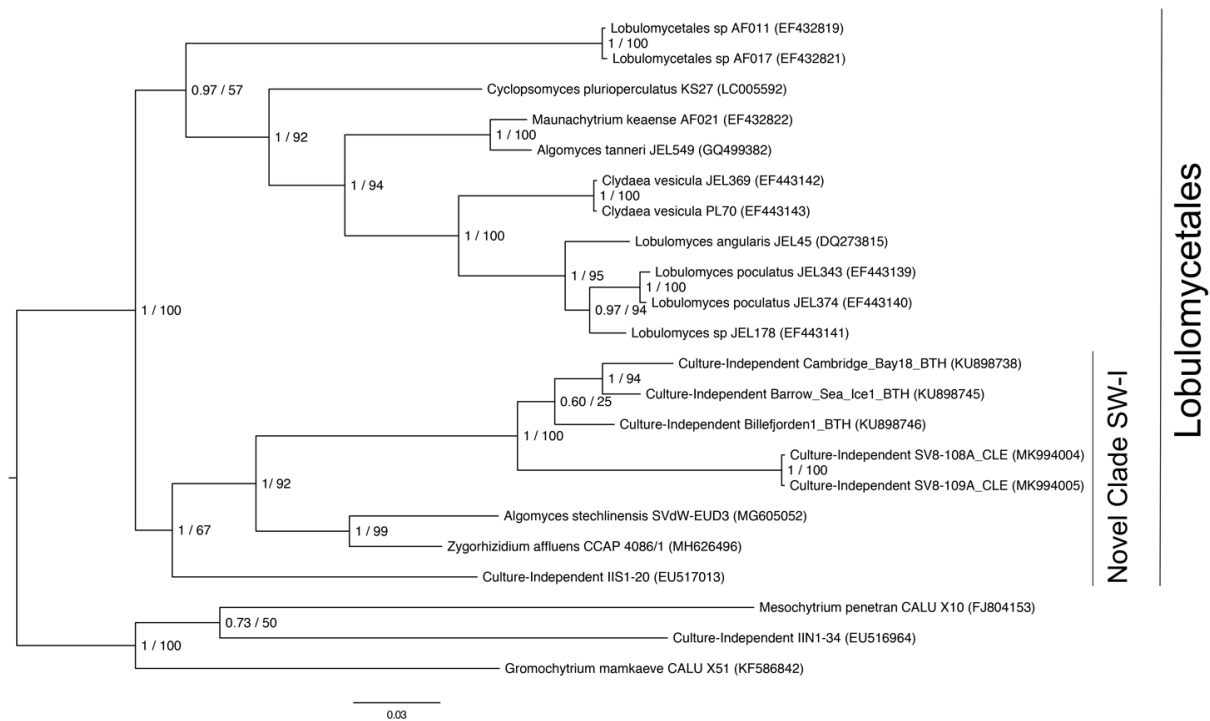 Lobulomycetales sp AF011 (EF432819)
1 / 100
Lobulomycetales sp AF017 (EF432821)
0.97 / 57
Cyclopsomyces plurioperculatus KS27 (LC005592)
1 / 92
Maunachytrium keaense AF021 (EF432822)
1 / 100
Algomyces tanneri JEL549 (GQ499382)
1 / 94
Clydaea vesicula JEL369 (EF443142)
1 / 100
Clydaea vesicula PL70 (EF443143)
1 / 100
Lobulomyces angularis JEL45 (DQ273815)
1 / 95
Lobulomyces poculatus JEL343 (EF443139)
1 / 100
Lobulomyces poculatus JEL374 (EF443140)
0.97 / 94
Lobulomyces sp JEL178 (EF443141)
1 / 100
Culture-Independent Cambridge_Bay18_BTH (KU898738)
1 / 94
Culture-Independent Barrow_Sea_Ice1_BTH (KU898745)
0.60 / 25
Culture-Independent Billefjorden1_BTH (KU898746)
1 / 100
Culture-Independent SV8-108A_CLE (MK994004)
1 / 100
Culture-Independent SV8-109A_CLE (MK994005)
1/ 92
Algomyces stechlinensis SVdW-EUD3 (MG605052)
1 / 99
Zygorhizidium affluens CCAP 4086/1 (MH626496)
1 / 67
Culture-Independent IIS1-20 (EU517013)
Mesochytrium penetran CALU X10 (FJ804153)
0.73 / 50
Culture-Independent IIN1-34 (EU516964)
1 / 100
Gromochytrium mamkaeve CALU X51 (KF586842)
0.03
Novel Clade SW-I
Lobulomycetales